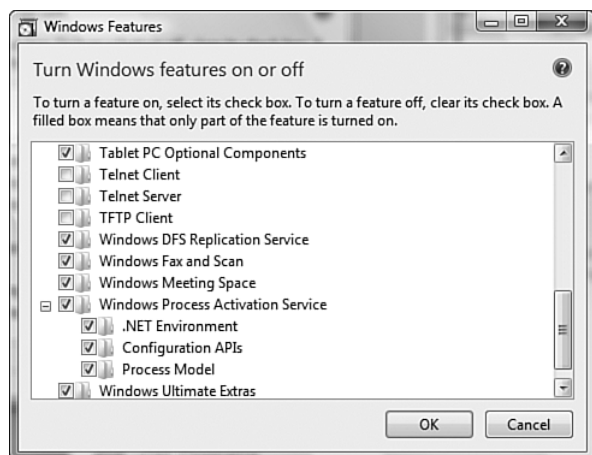 Windows Features
Turn Windows features on or off
To turn a feature on, select its check box. To turn a feature off, clear its check box. A
filled box means that only part of the feature is turned on.
Tablet PC Optional Components
Telnet Client
Telnet Server
TFTP Client
Windows DFS Replication Service
Windows Fax and Scan
Windows Meeting Space
Windows Process Activation Service
.NET Environment
Configuration APIs
Process Model
Windows Ultimate Extras
OK Cancel